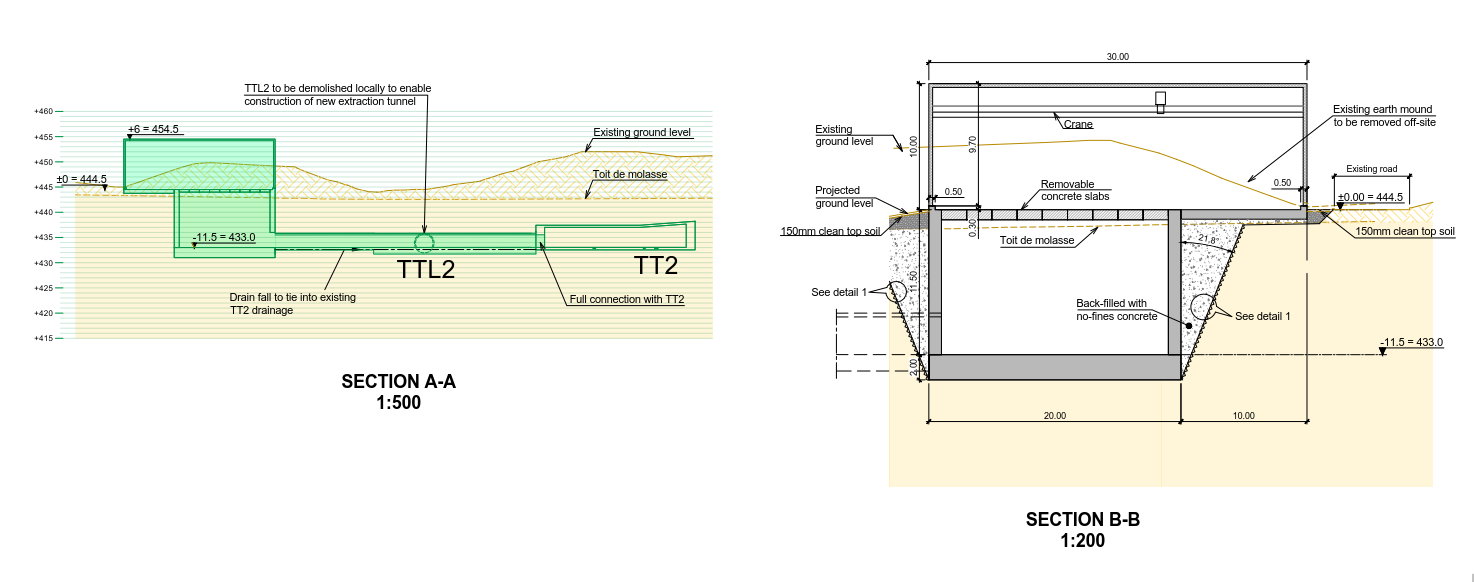 TTL2 to be demolished locally to enable
construction of new extraction tunnel
+460
+455
+450
+445
+440
+435
+430
+425
+420
+415
+6 = 454.5
±0 = 444.5
-11.5 = 433.0
Existing ground level
Toit de molasse
TTL2
TT2
Drain fall to tie into existing
TT2 drainage
Full connection with TT2
SECTION A-A
1:500
30.00
Existing
ground level
10.00
9.70
Crane
Existing earth mound
to be removed off-site
Projected
ground level
0.50
Removable
concrete slabs
0.50
Existing road
±0.00 = 444.5
150mm clean top soil
0.30
Toit de molasse
21.8°
150mm clean top soil
See detail 1
11.50
Back-filled with
no-fines concrete
See detail 1
-11.5 = 433.0
2.00
20.00
10.00
SECTION B-B
1:200